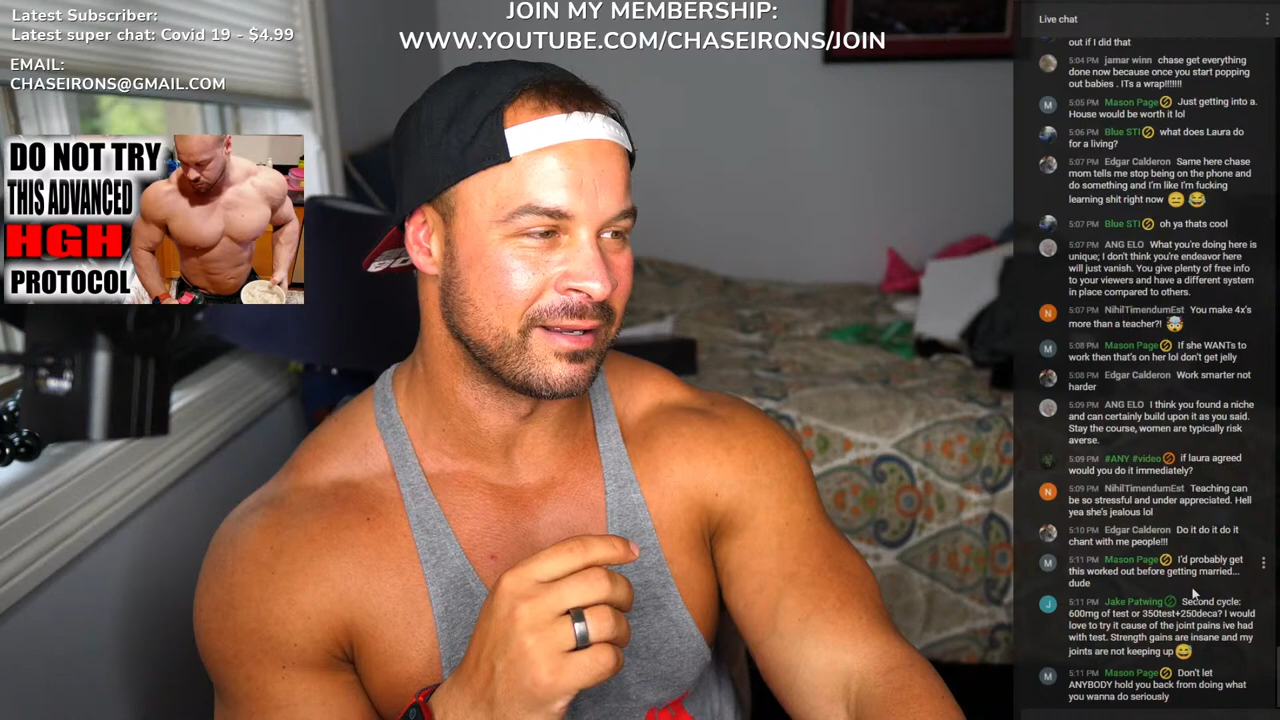 Latest Subscriber:
Latest super chat: Covid 19 - $4.99
EMAIL:
CHASEIRONS@GMAIL.COM
DO NOT TRY
THIS ADVANCED
HGH
PROTOCOL
JOIN MY MEMBERSHIP:
WWW.YOUTUBE.COM/CHASEIRONS/JOIN
Live chat
out if I did that
5:04 PM jamar winn chase get everything
done now because once you start popping
out babies . ITs a wrap!!!!!!!
M 5:05 PM Mason Page Just getting into a.
House would be worth it lol
5:06 PM Blue STI what does Laura do
for a living?
5:07 PM Edgar Calderon Same here chase
mom tells me stop being on the phone and
do something and I'm like I'm fucking
learning shit right now 😑 😂
5:07 PM Blue STI oh ya thats cool
5:07 PM ANG ELO What you're doing here is
unique; I don't think you're endeavor here
will just vanish. You give plenty of free info
to your viewers and have a different system
in place compared to others.
N 5:07 PM NihilTimendumEst You make 4x's
more than a teacher?! 🤯
M 5:08 PM Mason Page If she WANTs to
work then that's on her lol don't get jelly
5:08 PM Edgar Calderon Work smarter not
harder
5:09 PM ANG ELO I think you found a niche
and can certainly build upon it as you said.
Stay the course, women are typically risk
averse.
5:09 PM #ANY #video if laura agreed
would you do it immediately?
N 5:09 PM NihilTimendumEst Teaching can
be so stressful and under appreciated. Hell
yea she's jealous lol
5:10 PM Edgar Calderon Do it do it do it
chant with me people!!!
M 5:11 PM Mason Page I'd probably get
this worked out before getting married...
dude
J 5:11 PM Jake Patwing Second cycle:
600mg of test or 350test+250deca? I would
love to try it cause of the joint pains ive had
with test. Strength gains are insane and my
joints are not keeping up 😅
M 5:11 PM Mason Page Don't let
ANYBODY hold you back from doing what
you wanna do seriously